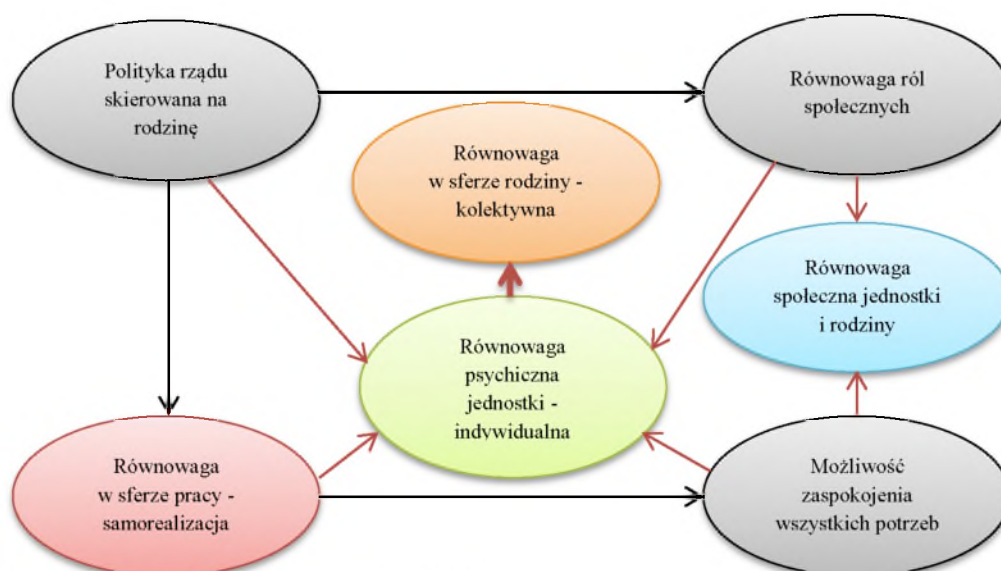 Polityka rządu
skierowana na
rodzinę
Równowaga ról
społecznych
Równowaga
w sferze rodziny -
kolektywna
Równowaga
społeczna jednostki
i rodziny
Równowaga
psychiczna
jednostki -
indywidualna
Równowaga
w sferze pracy -
samorealizacja
Możliwość
zaspokojenia
wszystkich potrzeb